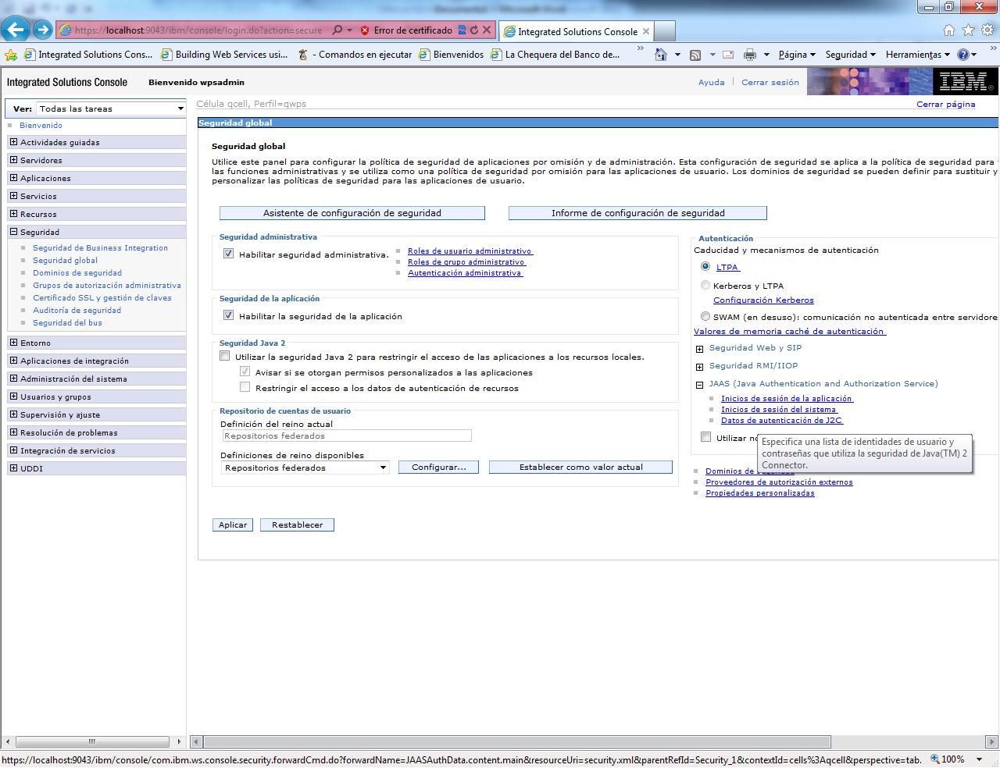 https://localhost:9043/ibm/console/login.do?action=secure
Error de certificado
Integrated Solutions Console
Integrated Solutions Cons...
Building Web Services usi...
- Comandos en ejecutar
Bienvenidos
La Chequera del Banco de...
Página
Seguridad
Herramientas
Integrated Solutions Console
Bienvenido wpsadmin
Ayuda
Cerrar sesión
IBM
Ver:
Todas las tareas
Bienvenido
Actividades guiadas
Servidores
Aplicaciones
Servicios
Recursos
Seguridad
Seguridad de Business Integration
Seguridad global
Dominios de seguridad
Grupos de autorización administrativa
Certificado SSL y gestión de claves
Auditoría de seguridad
Seguridad del bus
Entorno
Aplicaciones de integración
Administración del sistema
Usuarios y grupos
Supervisión y ajuste
Resolución de problemas
Integración de servicios
UDDI
Célula qcell, Perfil=qwps
Cerrar página
Seguridad global
Seguridad global
Utilice este panel para configurar la política de seguridad de aplicaciones por omisión y de administración. Esta configuración de seguridad se aplica a la política de seguridad para
las funciones administrativas y se utiliza como una política de seguridad por omisión para las aplicaciones de usuario. Los dominios de seguridad se pueden definir para sustituir y
personalizar las políticas de seguridad para las aplicaciones de usuario.
Asistente de configuración de seguridad
Informe de configuración de seguridad
Seguridad administrativa
Habilitar seguridad administrativa.
Roles de usuario administrativo
Roles de grupo administrativo
Autenticación administrativa
Seguridad de la aplicación
Habilitar la seguridad de la aplicación
Seguridad Java 2
Utilizar la seguridad Java 2 para restringir el acceso de las aplicaciones a los recursos locales.
Avisar si se otorgan permisos personalizados a las aplicaciones
Restringir el acceso a los datos de autenticación de recursos
Repositorio de cuentas de usuario
Definición del reino actual
Repositorios federados
Definiciones de reino disponibles
Repositorios federados
Configurar...
Establecer como valor actual
Aplicar
Restablecer
Autenticación
Caducidad y mecanismos de autenticación
LTPA
Kerberos y LTPA
Configuración Kerberos
SWAM (en desuso): comunicación no autenticada entre servidores
Valores de memoria caché de autenticación
Seguridad Web y SIP
Seguridad RMI/IIOP
JAAS (Java Authentication and Authorization Service)
Inicios de sesión de la aplicación
Inicios de sesión del sistema
Datos de autenticación de J2C
Utilizar
Especifica una lista de identidades de usuario y
contraseñas que utiliza la seguridad de Java(TM) 2
Connector.
Dominios de
Proveedores de autorización externos
Propiedades personalizadas
https://localhost:9043/ibm/console/com.ibm.ws.console.security.forwardCmd.do?forwardName=JAASAuthData.content.main&resourceUri=security.xml&parentRefId=Security_1&contextId=cells%3Aqcell&perspective=tab.
100%